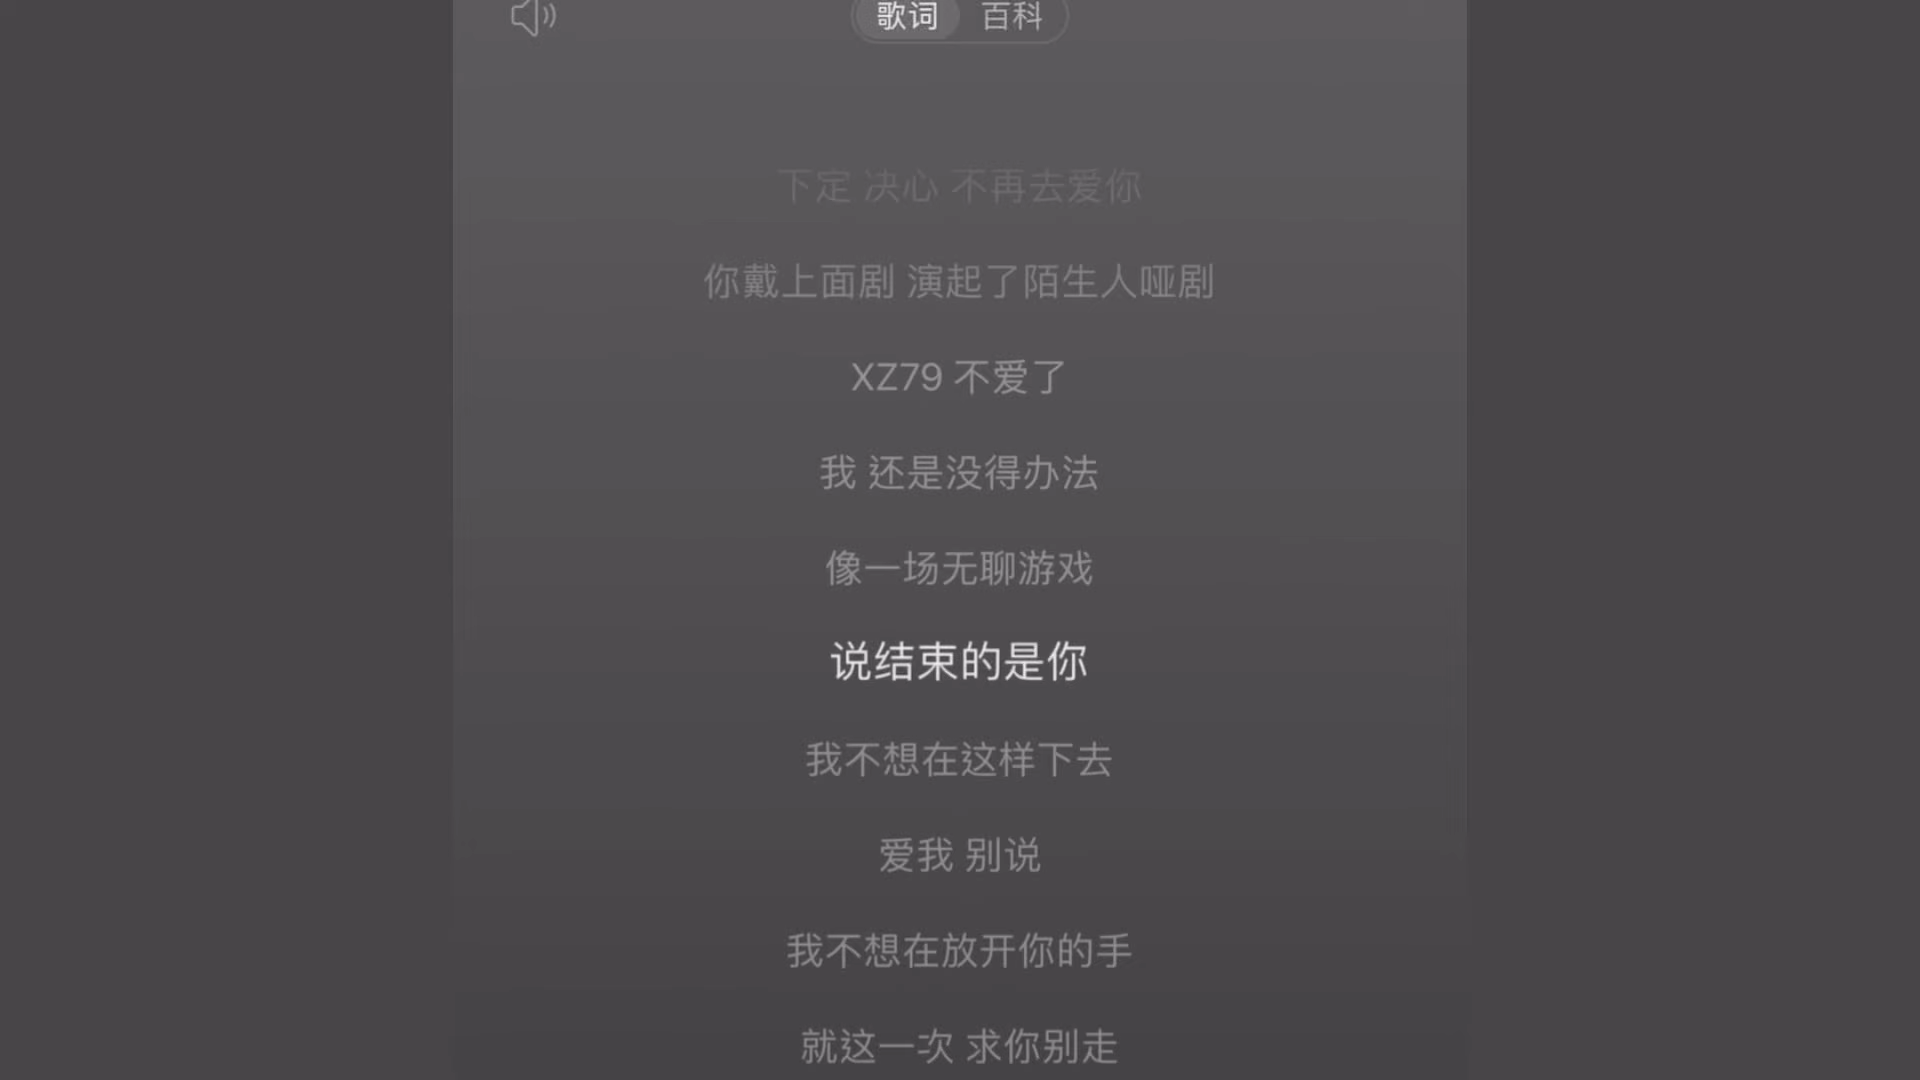 歌词 百科
下定 决心 不再去爱你
你戴上面剧 演起了陌生人哑剧
XZ79 不爱了
我 还是没得办法
像一场无聊游戏
说结束的是你
我不想在这样下去
爱我 别说
我不想在放开你的手
就这一次 求你别走